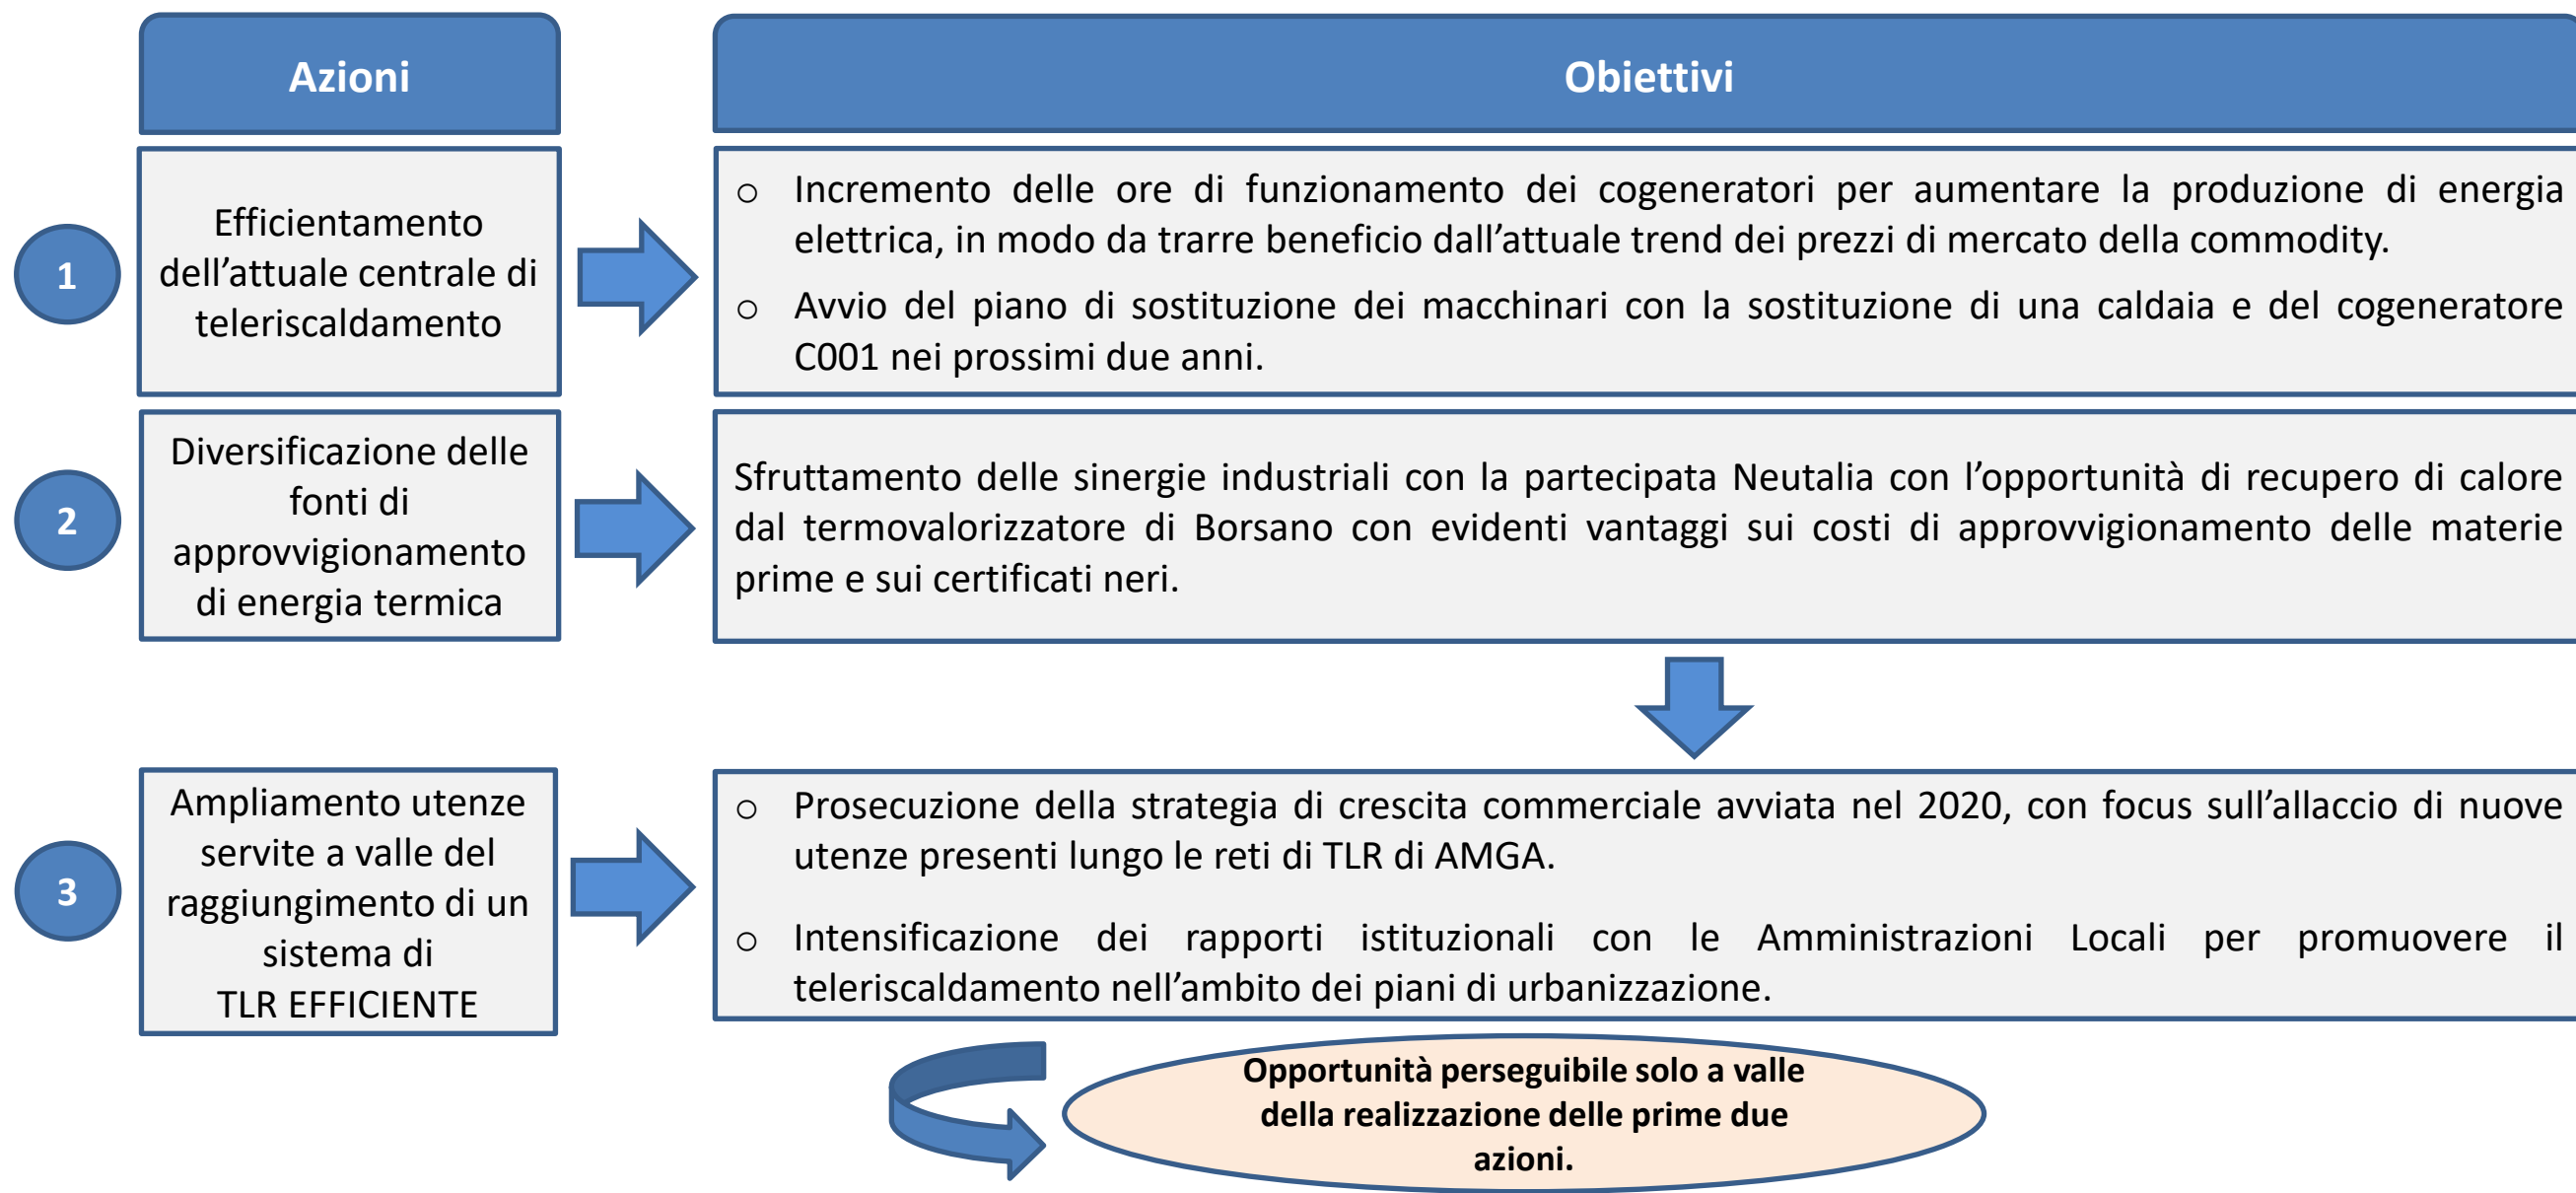 Azioni
Obiettivi
1
Efficientamento
dell’attuale centrale di
teleriscaldamento
o Incremento delle ore di funzionamento dei cogeneratori per aumentare la produzione di energia
elettrica, in modo da trarre beneficio dall’attuale trend dei prezzi di mercato della commodity.
o Avvio del piano di sostituzione dei macchinari con la sostituzione di una caldaia e del cogeneratore
C001 nei prossimi due anni.
2
Diversificazione delle
fonti di
approvvigionamento
di energia termica
Sfruttamento delle sinergie industriali con la partecipata Neutalia con l’opportunità di recupero di calore
dal termovalorizzatore di Borsano con evidenti vantaggi sui costi di approvvigionamento delle materie
prime e sui certificati neri.
3
Ampliamento utenze
servite a valle del
raggiungimento di un
sistema di
TLR EFFICIENTE
o Prosecuzione della strategia di crescita commerciale avviata nel 2020, con focus sull’allaccio di nuove
utenze presenti lungo le reti di TLR di AMGA.
o Intensificazione dei rapporti istituzionali con le Amministrazioni Locali per promuovere il
teleriscaldamento nell’ambito dei piani di urbanizzazione.
Opportunità perseguibile solo a valle
della realizzazione delle prime due
azioni.